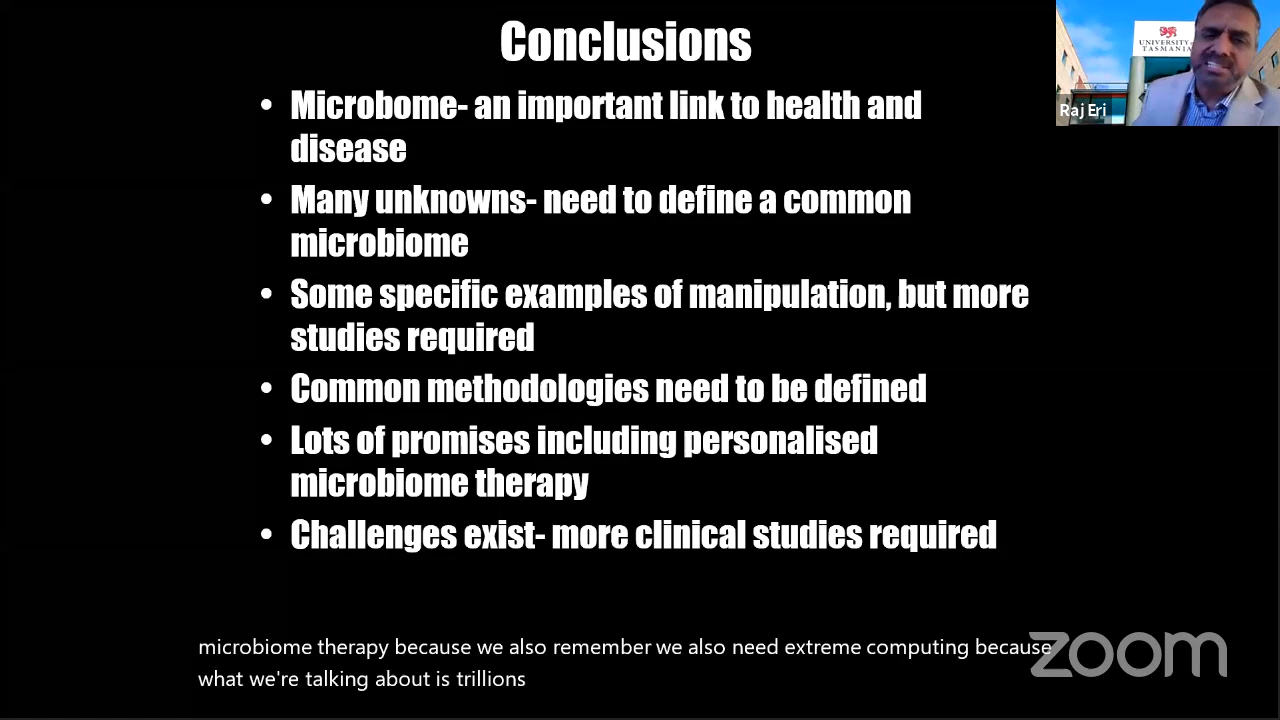 Conclusions
• Microbome- an important link to health and
disease
• Many unknowns- need to define a common
microbiome
• Some specific examples of manipulation, but more
studies required
• Common methodologies need to be defined
• Lots of promises including personalised
microbiome therapy
• Challenges exist- more clinical studies required
UNIVERSITY
TASMANIA
Raj Eri
microbiome therapy because we also remember we also need extreme computing because
what we're talking about is trillions
zoom